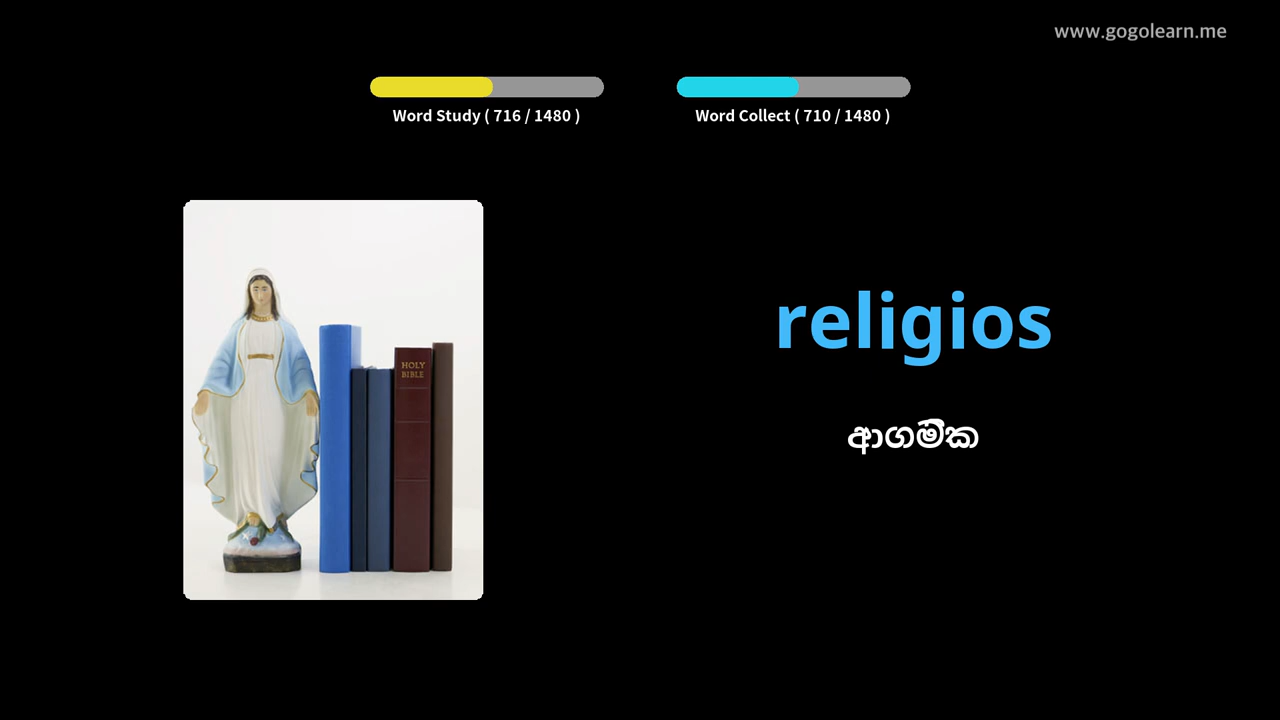 www.gogolearn.me
Word Study ( 716 / 1480 )
Word Collect ( 710 / 1480 )
HOLY
BIBLE
religios
ආගමික